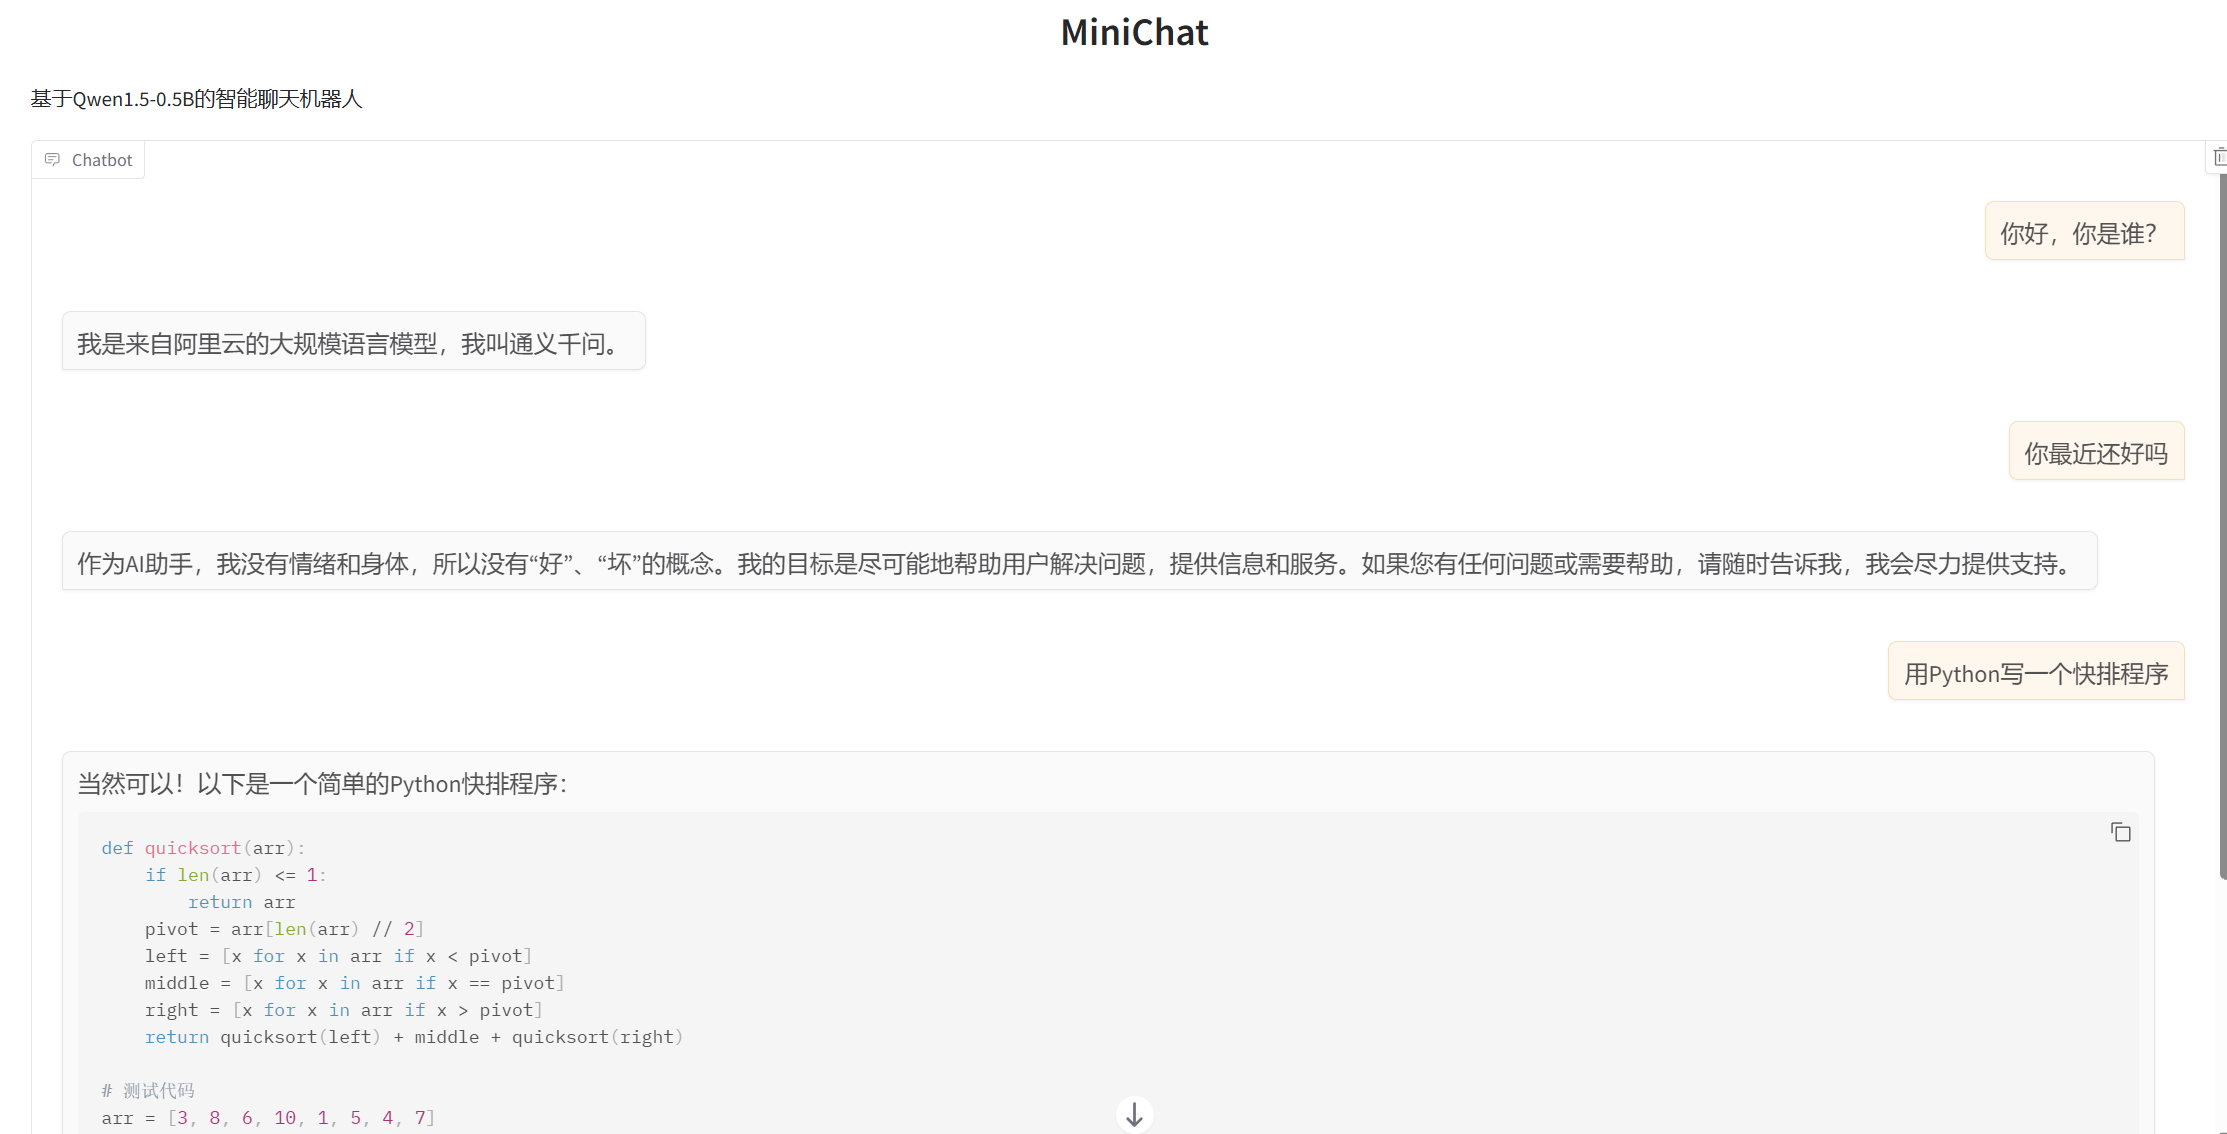 MiniChat
基于Qwen1.5-0.5B的智能聊天机器人
Chatbot
你好，你是谁？
我是来自阿里云的大规模语言模型，我叫通义千问。
你最近还好吗
作为AI助手，我没有情绪和身体，所以没有“好”、“坏”的概念。我的目标是尽可能地帮助用户解决问题，提供信息和服务。如果您有任何问题或需要帮助，请随时告诉我，我会尽力提供支持。
用Python写一个快排程序
当然可以！以下是一个简单的Python快排程序：
def quicksort(arr):
    if len(arr) <= 1:
        return arr
    pivot = arr[len(arr) // 2]
    left = [x for x in arr if x < pivot]
    middle = [x for x in arr if x == pivot]
    right = [x for x in arr if x > pivot]
    return quicksort(left) + middle + quicksort(right)
# 测试代码
arr = [3, 8, 6, 10, 1, 5, 4, 7]